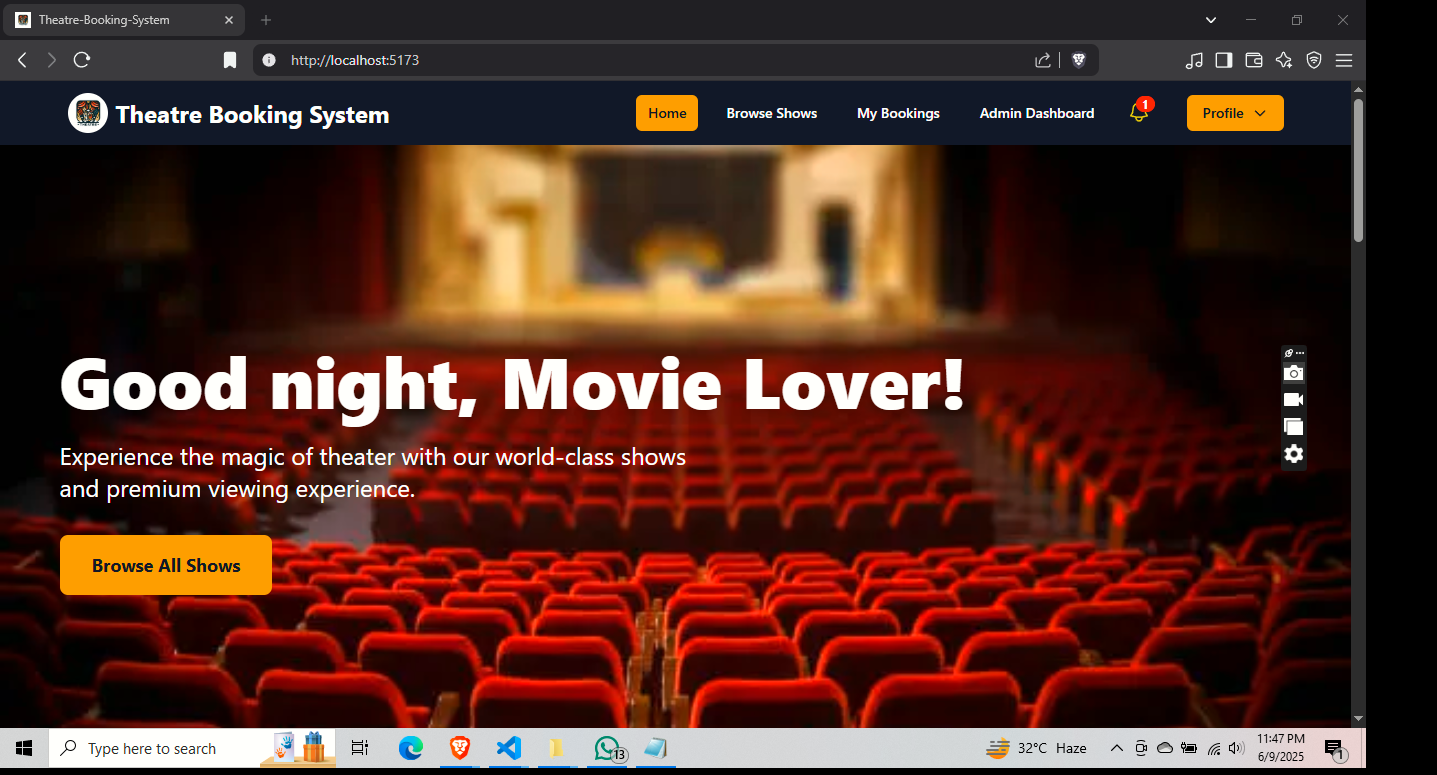 Theatre-Booking-System
http://localhost:5173
Theatre Booking System
Home
Browse Shows
My Bookings
Admin Dashboard
1
Profile
Good night, Movie Lover!
Experience the magic of theater with our world-class shows
and premium viewing experience.
Browse All Shows
Type here to search
13
32°C Haze
11:47 PM
6/9/2025
1